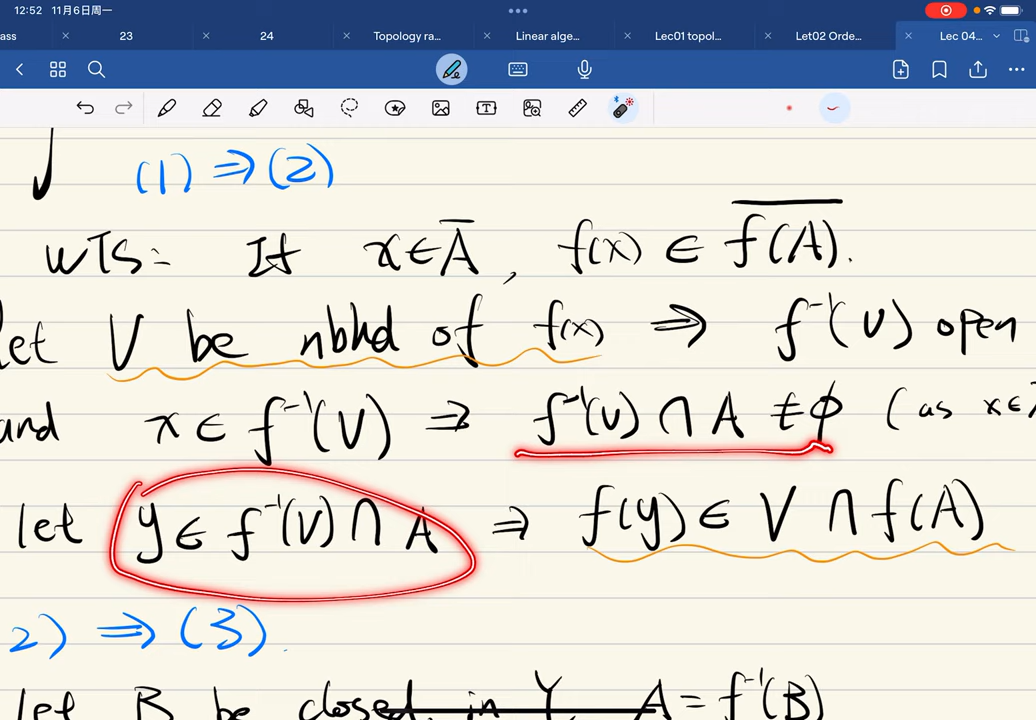 12:52 11月6日周一
ass 23 24 Topology ra... Linear alge... Lec01 topol... Let02 Orde... Lec 04...
(1) ⇒ (2)
WTS: If x ∈ A̅, f(x) ∈ \overline{f(A)}.
let V be nbhd of f(x) ⇒ f⁻¹(V) open
and x ∈ f⁻¹(V) ⇒ f⁻¹(V) ∩ A ≠ ϕ (as x ∈
let y ∈ f⁻¹(V) ∩ A ⇒ f(y) ∈ V ∩ f(A)
2) ⇒ (3).
let B be closed in Y A = f⁻¹(B)